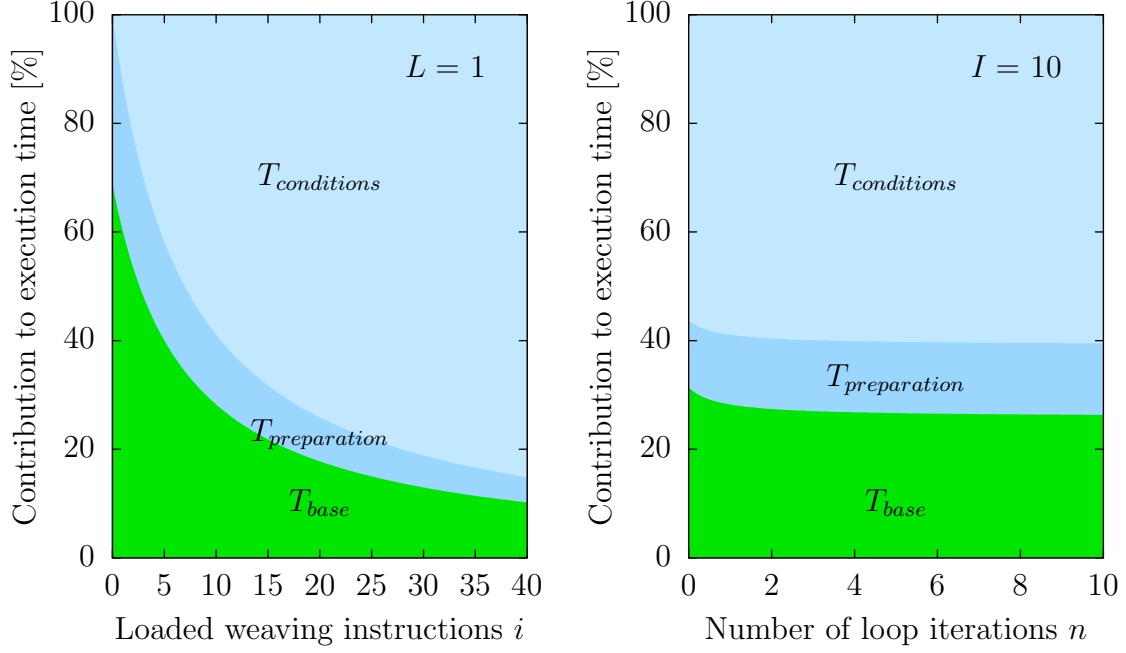 Contribution to execution time [%]
100
80
60
40
20
0
L = 1
T_conditions
T_preparation
T_base
0 5 10 15 20 25 30 35 40
Loaded weaving instructions i
Contribution to execution time [%]
100
80
60
40
20
0
I = 10
T_conditions
T_preparation
T_base
0 2 4 6 8 10
Number of loop iterations n